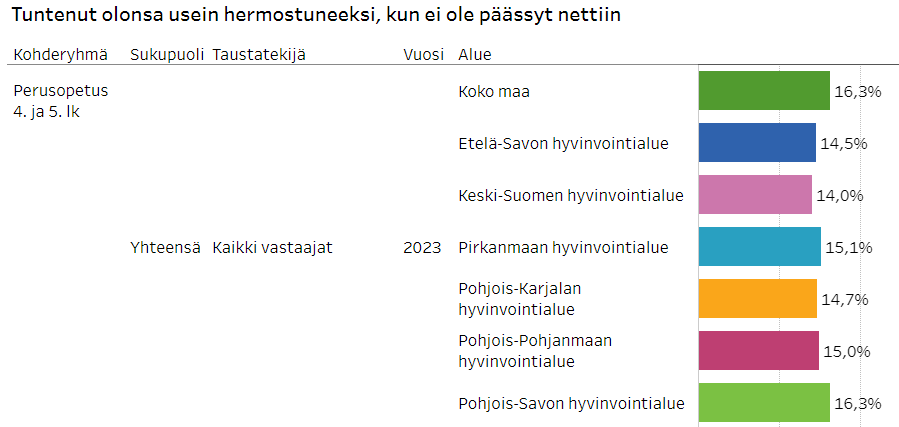 Tuntenut olonsa usein hermostuneeksi, kun ei ole päässyt nettiin
Kohderyhmä Sukupuoli Taustatekijä Vuosi Alue
Perusopetus
4. ja 5. lk
Koko maa 16,3%
Etelä-Savon hyvinvointialue 14,5%
Keski-Suomen hyvinvointialue 14,0%
Yhteensä Kaikki vastaajat 2023 Pirkanmaan hyvinvointialue 15,1%
Pohjois-Karjalan
hyvinvointialue 14,7%
Pohjois-Pohjanmaan
hyvinvointialue 15,0%
Pohjois-Savon hyvinvointialue 16,3%